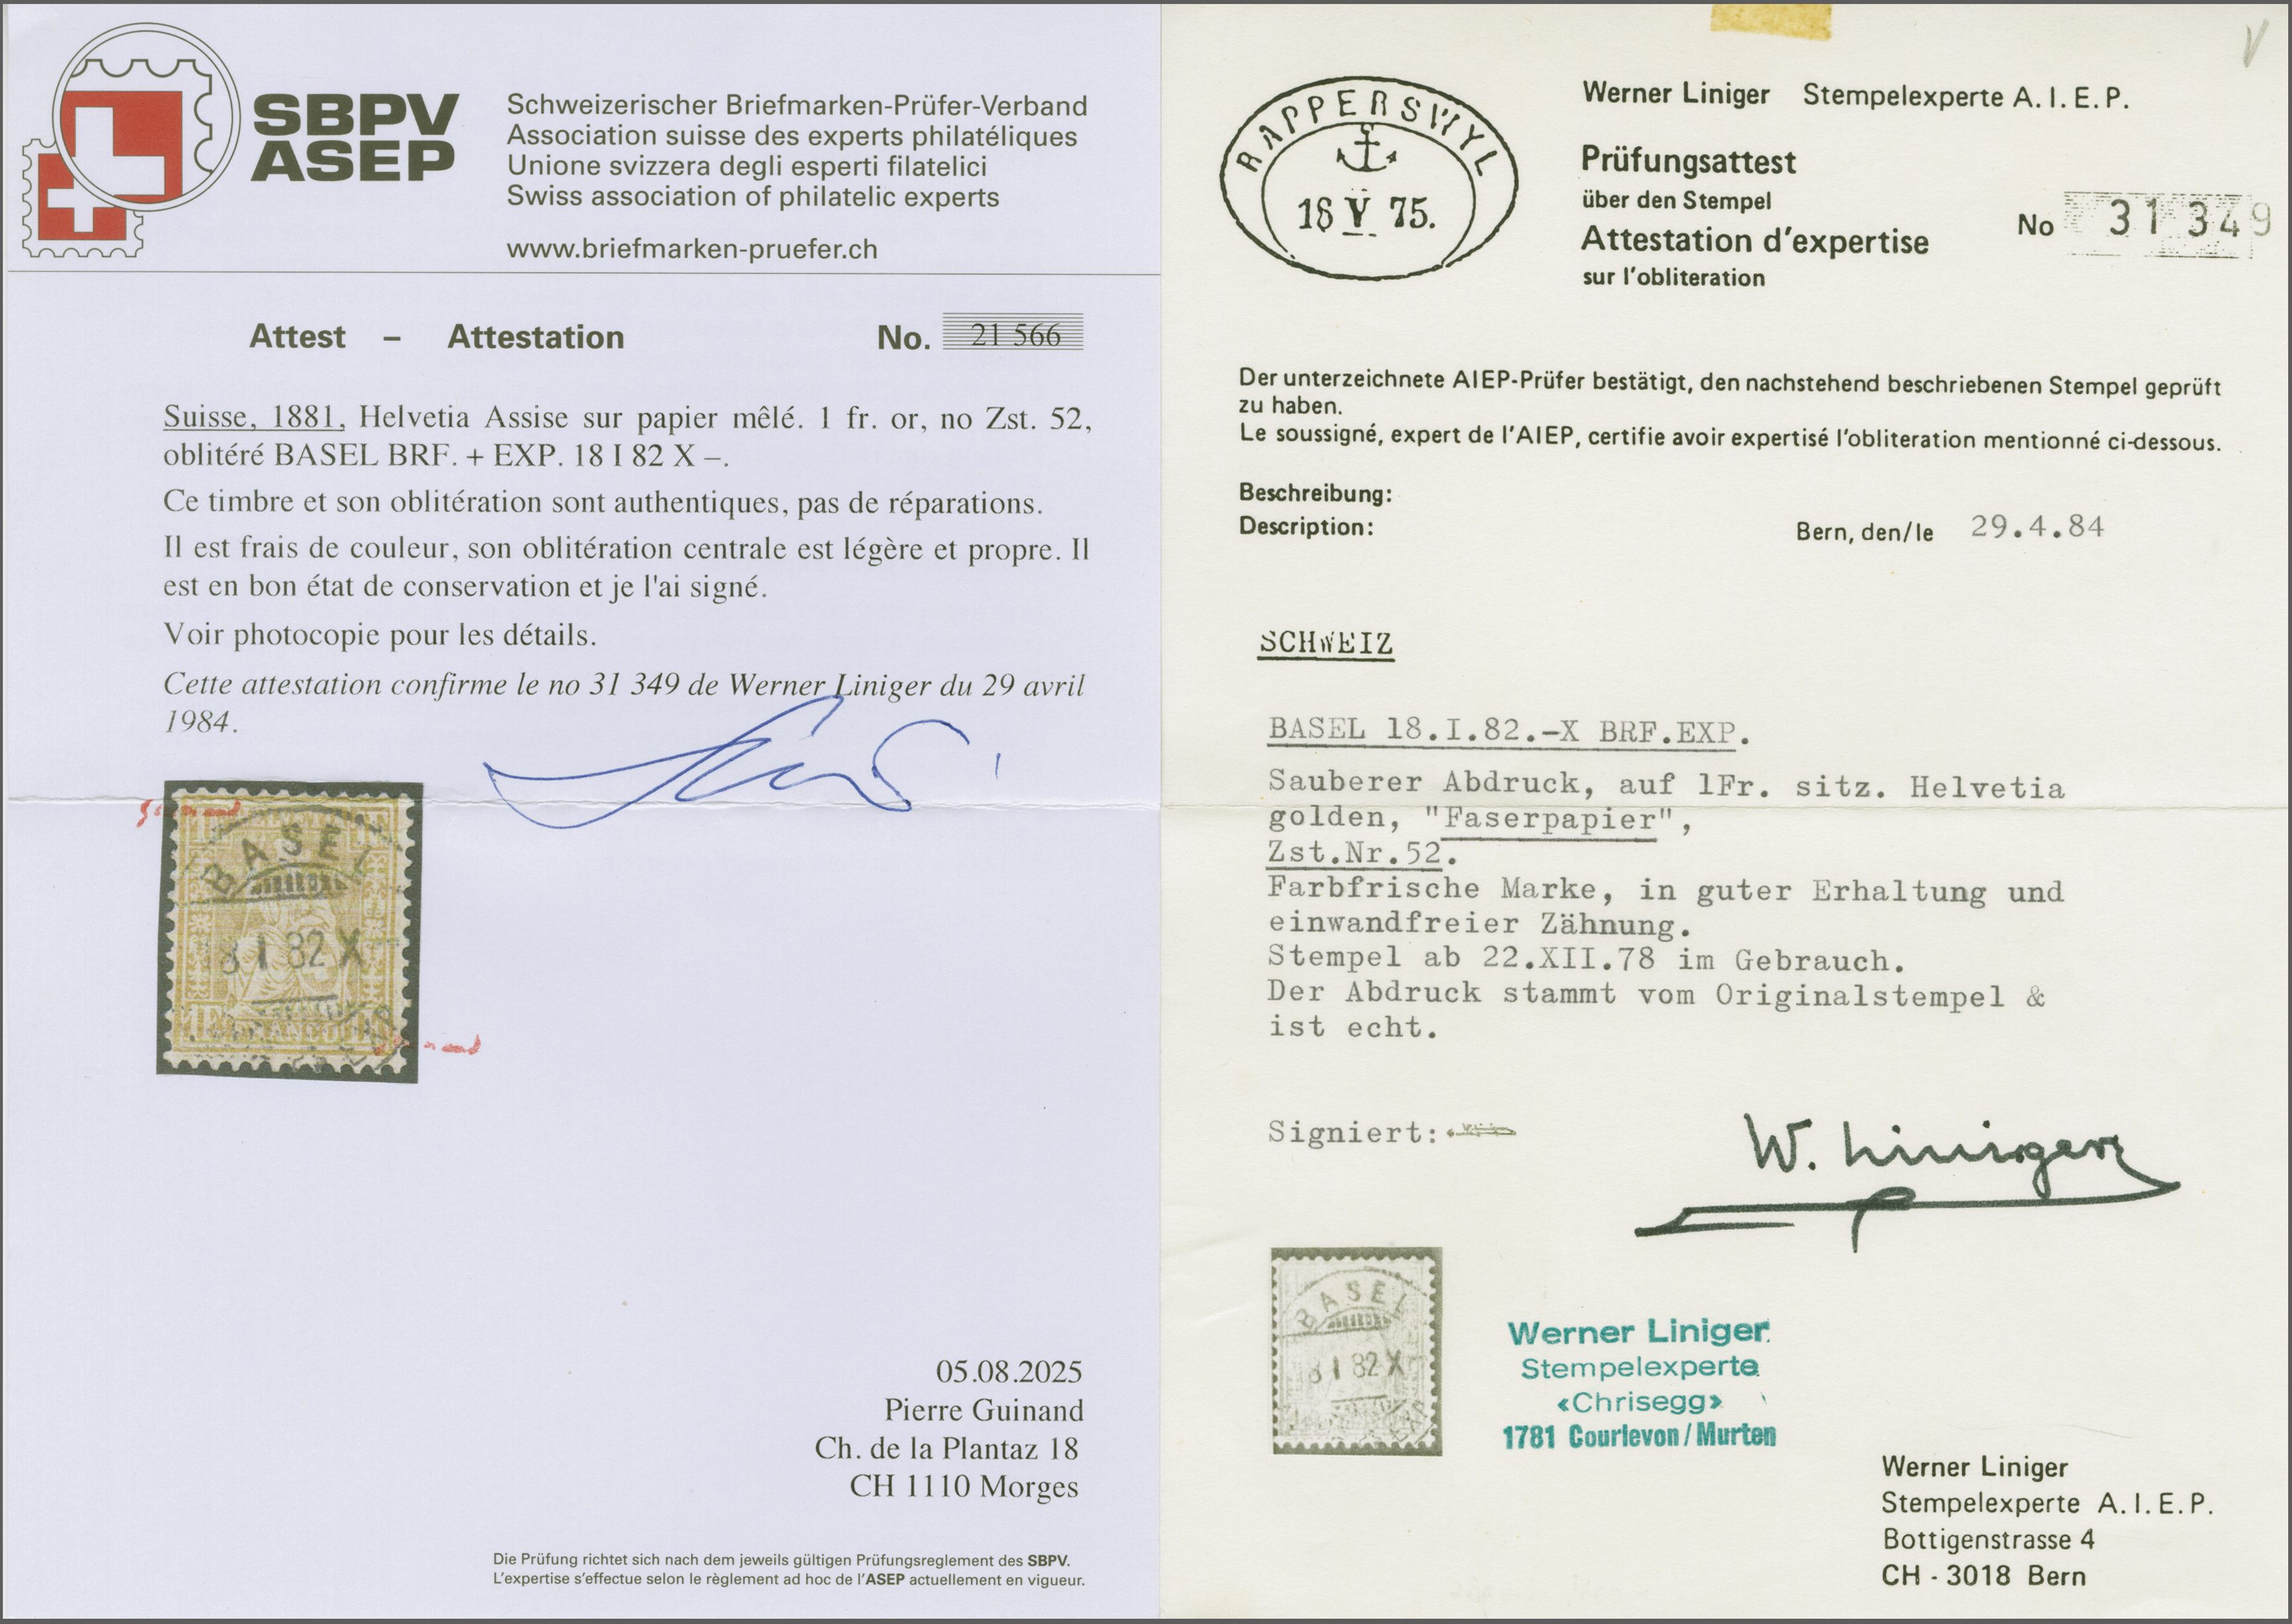 SBPV
ASEP
Schweizerischer Briefmarken-Prüfer-Verband
Association suisse des experts philatéliques
Unione svizzera degli esperti filatelici
Swiss association of philatelic experts
www.briefmarken-pruefer.ch
Attest – Attestation No. 21 566
Suisse, 1881, Helvetia Assise sur papier mêlé. 1 fr. or, no Zst. 52,
oblitéré BASEL BRF. + EXP. 18 I 82 X –.
Ce timbre et son oblitération sont authentiques, pas de réparations.
Il est frais de couleur, son oblitération centrale est légère et propre. Il
est en bon état de conservation et je l'ai signé.
Voir photocopie pour les détails.
Cette attestation confirme le no 31 349 de Werner Liniger du 29 avril
1984.
BASEL
8 I 82 X
FRANCO
05.08.2025
Pierre Guinand
Ch. de la Plantaz 18
CH 1110 Morges
Die Prüfung richtet sich nach dem jeweils gültigen Prüfungsreglement des SBPV.
L'expertise s'effectue selon le règlement ad hoc de l'ASEP actuellement en vigueur.
RAPPERSWYL
18 V 75.
Werner Liniger Stempelexperte A.I.E.P.
Prüfungsattest
über den Stempel
Attestation d'expertise
sur l'obliteration
No 31 349
Der unterzeichnete AIEP-Prüfer bestätigt, den nachstehend beschriebenen Stempel geprüft
zu haben.
Le soussigné, expert de l'AIEP, certifie avoir expertisé l'obliteration mentionné ci-dessous.
Beschreibung:
Description:
Bern, den/le 29.4.84
SCHWEIZ
BASEL 18.I.82.-X BRF.EXP.
Sauberer Abdruck, auf 1Fr. sitz. Helvetia
golden, "Faserpapier",
Zst.Nr.52.
Farbfrische Marke, in guter Erhaltung und
einwandfreier Zähnung.
Stempel ab 22.XII.78 im Gebrauch.
Der Abdruck stammt vom Originalstempel &
ist echt.
Signiert:
W. Liniger
BASEL
8 I 82 X
EXP
Werner Liniger
Stempelexperte
«Chrisegg»
1781 Courlevon/Murten
Werner Liniger
Stempelexperte A.I.E.P.
Bottigenstrasse 4
CH - 3018 Bern